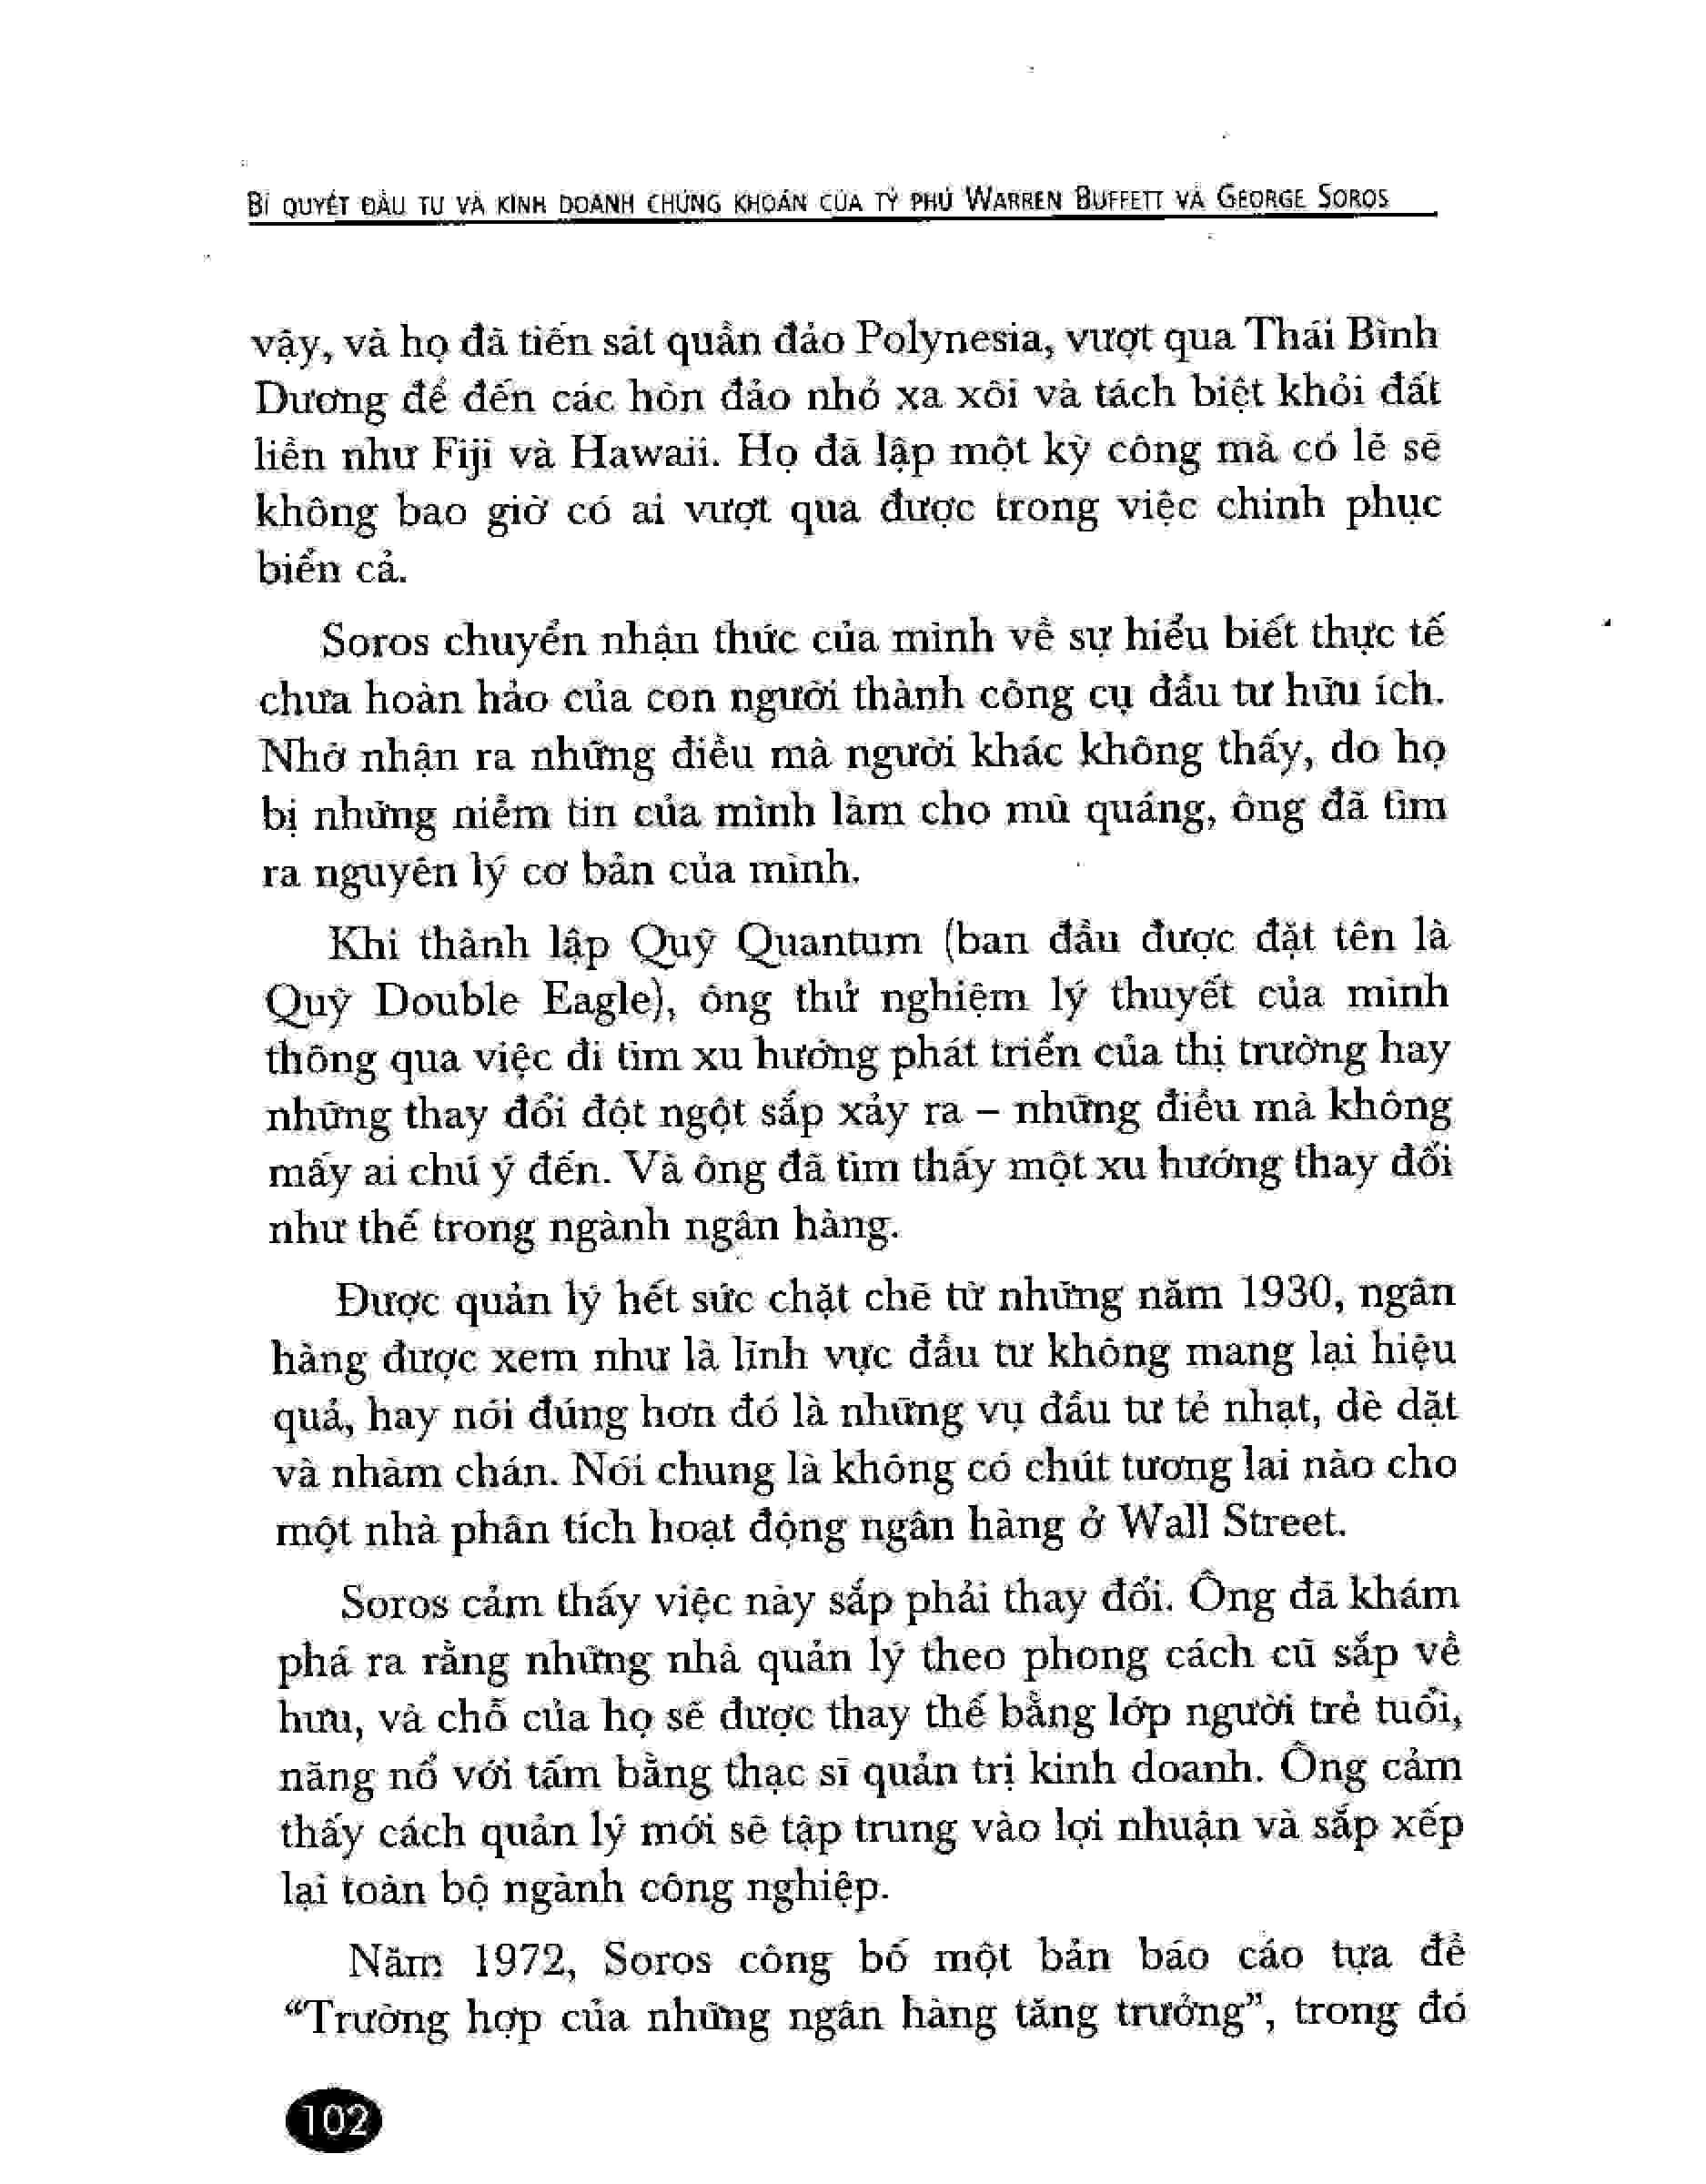 BÍ QUYẾT ĐẦU TƯ VÀ KINH DOANH CHỨNG KHOÁN CỦA TỶ PHÚ WARREN BUFFETT VÀ GEORGE SOROS
vậy, và họ đã tiến sát quần đảo Polynesia, vượt qua Thái Bình
Dương để đến các hòn đảo nhỏ xa xôi và tách biệt khỏi đất
liền như Fiji và Hawaii. Họ đã lập một kỳ công mà có lẽ sẽ
không bao giờ có ai vượt qua được trong việc chinh phục
biển cả.
Soros chuyển nhận thức của mình về sự hiểu biết thực tế
chưa hoàn hảo của con người thành công cụ đầu tư hữu ích.
Nhờ nhận ra những điều mà người khác không thấy, do họ
bị những niềm tin của mình làm cho mù quáng, ông đã tìm
ra nguyên lý cơ bản của mình.
Khi thành lập Quỹ Quantum (ban đầu được đặt tên là
Quỹ Double Eagle), ông thử nghiệm lý thuyết của mình
thông qua việc đi tìm xu hướng phát triển của thị trường hay
những thay đổi đột ngột sắp xảy ra – những điều mà không
mấy ai chú ý đến. Và ông đã tìm thấy một xu hướng thay đổi
như thế trong ngành ngân hàng.
Được quản lý hết sức chặt chẽ từ những năm 1930, ngân
hàng được xem như là lĩnh vực đầu tư không mang lại hiệu
quả, hay nói đúng hơn đó là những vụ đầu tư tẻ nhạt, dè dặt
và nhàm chán. Nói chung là không có chút tương lai nào cho
một nhà phân tích hoạt động ngân hàng ở Wall Street.
Soros cảm thấy việc này sắp phải thay đổi. Ông đã khám
phá ra rằng những nhà quản lý theo phong cách cũ sắp về
hưu, và chỗ của họ sẽ được thay thế bằng lớp người trẻ tuổi,
năng nổ với tấm bằng thạc sĩ quản trị kinh doanh. Ông cảm
thấy cách quản lý mới sẽ tập trung vào lợi nhuận và sắp xếp
lại toàn bộ ngành công nghiệp.
Năm 1972, Soros công bố một bản báo cáo tựa đề
“Trường hợp của những ngân hàng tăng trưởng”, trong đó
102